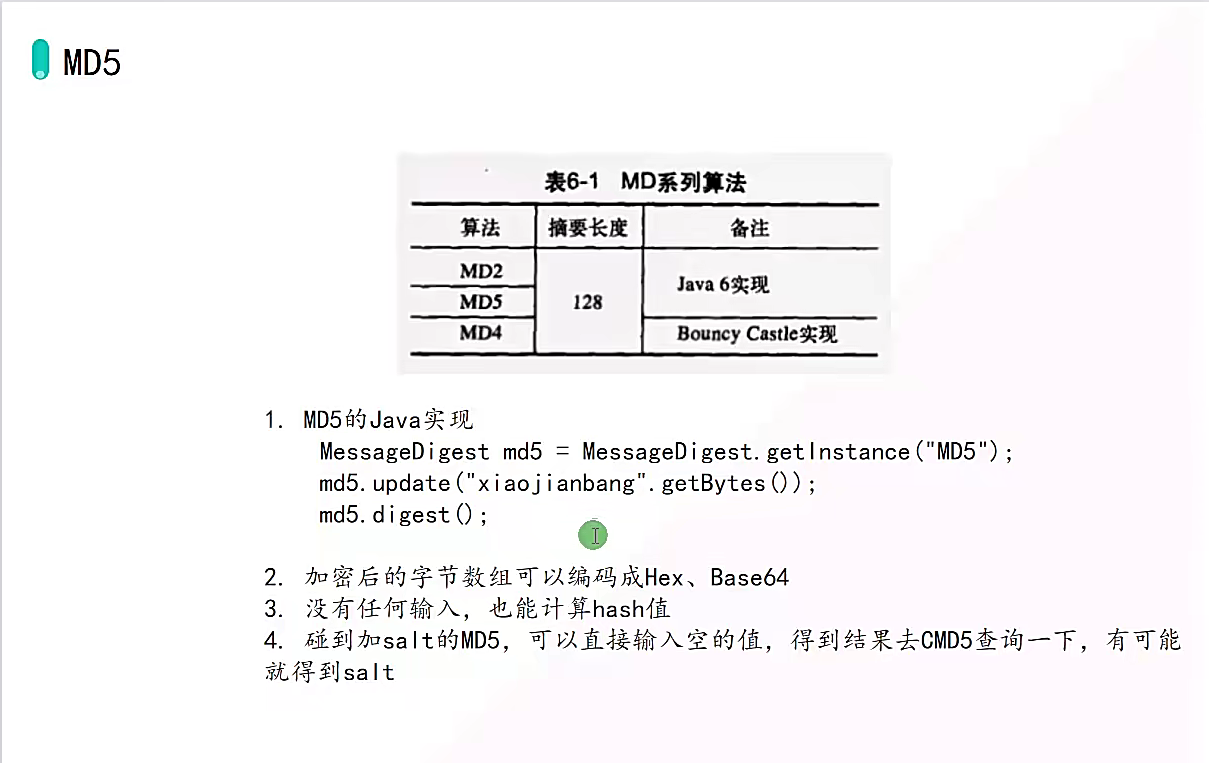 MD5
表6-1 MD系列算法
算法 摘要长度 备注
MD2
Java 6实现
MD5 128
MD4 Bouncy Castle实现
1. MD5的Java实现
MessageDigest md5 = MessageDigest.getInstance("MD5");
md5.update("xiaojianbang".getBytes());
md5.digest();
2. 加密后的字节数组可以编码成Hex、Base64
3. 没有任何输入，也能计算hash值
4. 碰到加salt的MD5，可以直接输入空的值，得到结果去CMD5查询一下，有可能
就得到salt